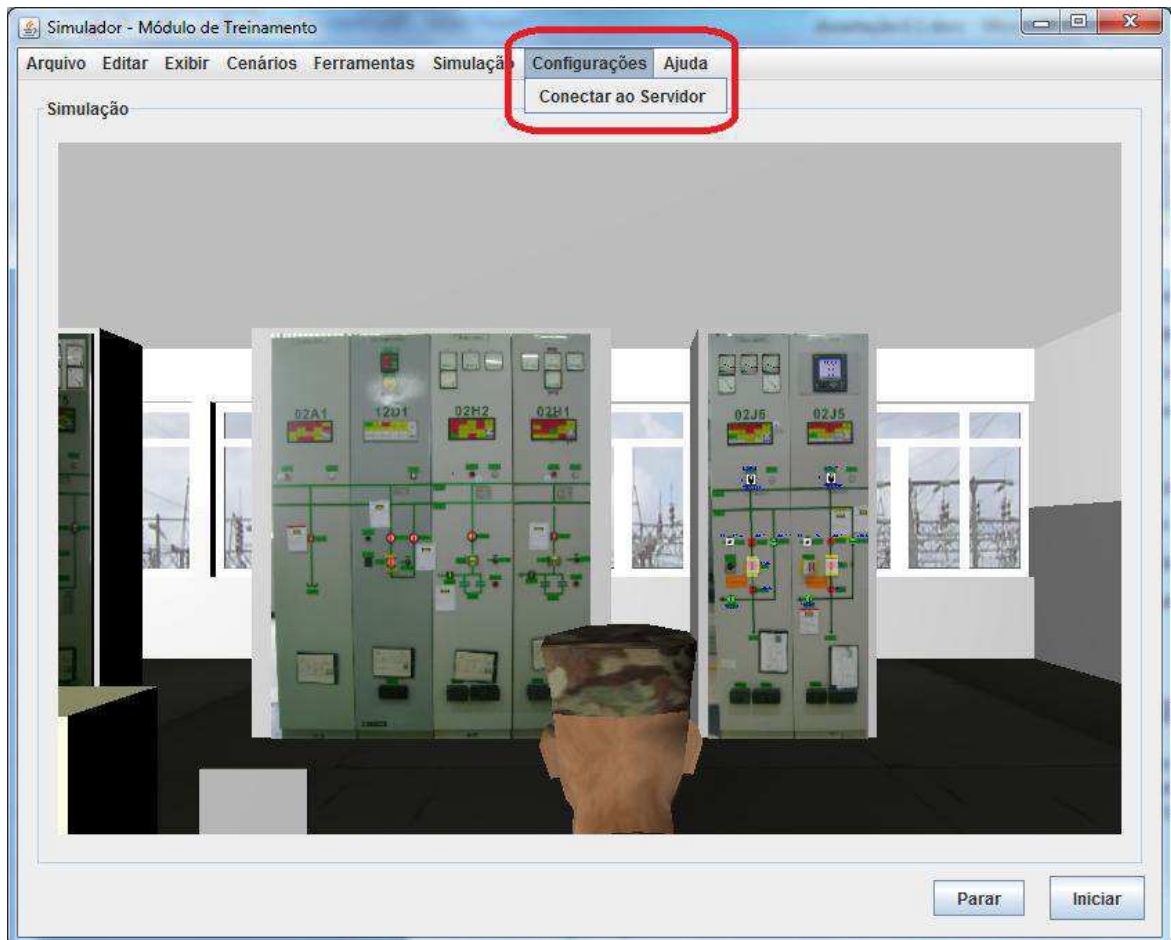 Simulador - Módulo de Treinamento
Arquivo Editar Exibir Cenários Ferramentas Simulação Configurações Ajuda
Conectar ao Servidor
Simulação
02A1 12D1 02H2 02H1 02J6 02J5
Parar Iniciar